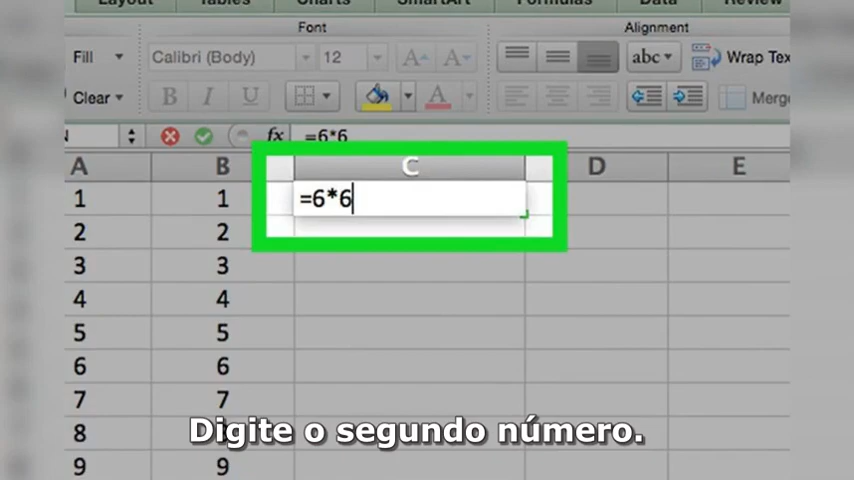 Layout Tables Charts SmartArt Formulas Data Review
Font Alignment
Fill Calibri (Body) 12 A A abc Wrap Tex
Clear B I U A Merge
fx =6*6
A B C D E
1 1 =6*6
2 2
3 3
4 4
5 5
6 6
7 7
8 8
9 9
Digite o segundo número.